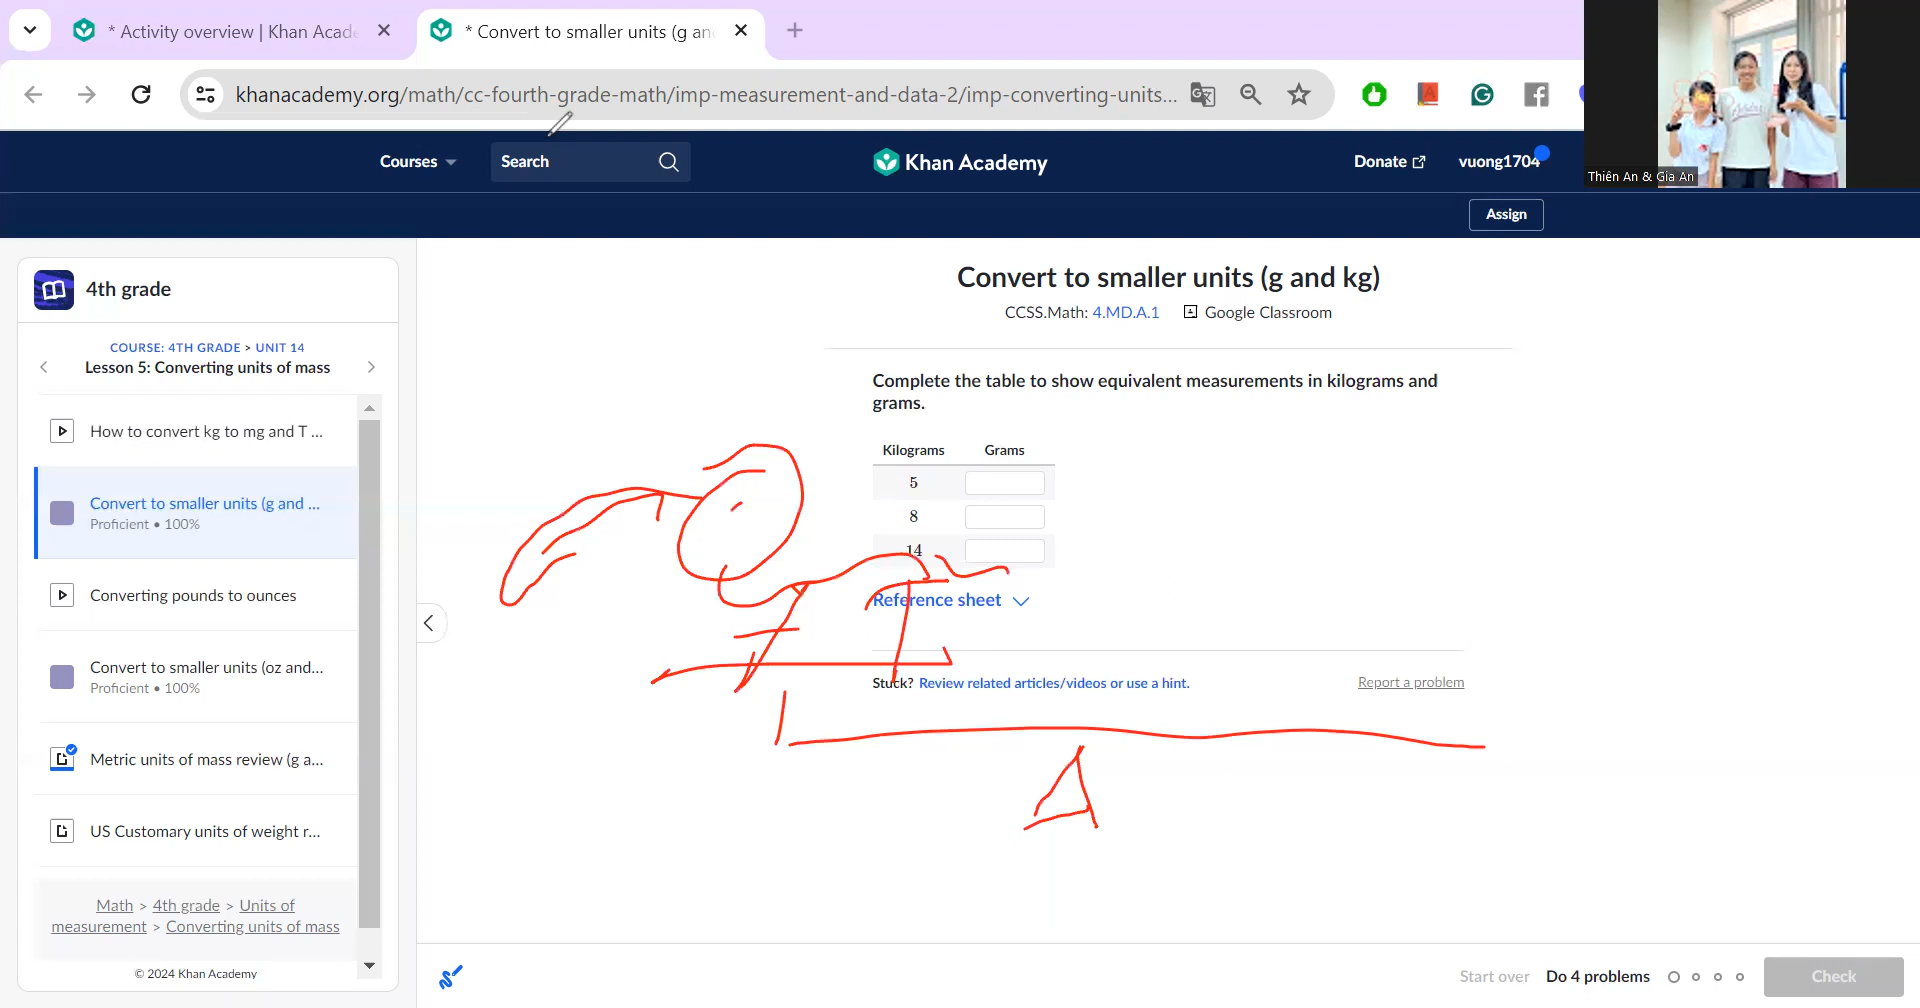 * Activity overview | Khan Acade
* Convert to smaller units (g and
khanacademy.org/math/cc-fourth-grade-math/imp-measurement-and-data-2/imp-converting-units...
Courses
Search
Khan Academy
Donate
vuong1704
Thiên An & Gia An
Assign
4th grade
COURSE: 4TH GRADE > UNIT 14
Lesson 5: Converting units of mass
How to convert kg to mg and T ...
Convert to smaller units (g and ...
Proficient • 100%
Converting pounds to ounces
Convert to smaller units (oz and...
Proficient • 100%
Metric units of mass review (g a...
US Customary units of weight r...
Math > 4th grade > Units of
measurement > Converting units of mass
© 2024 Khan Academy
Convert to smaller units (g and kg)
CCSS.Math: 4.MD.A.1 Google Classroom
Complete the table to show equivalent measurements in kilograms and
grams.
Kilograms Grams
5
8
14
Reference sheet
Stuck? Review related articles/videos or use a hint.
Report a problem
Start over Do 4 problems
Check